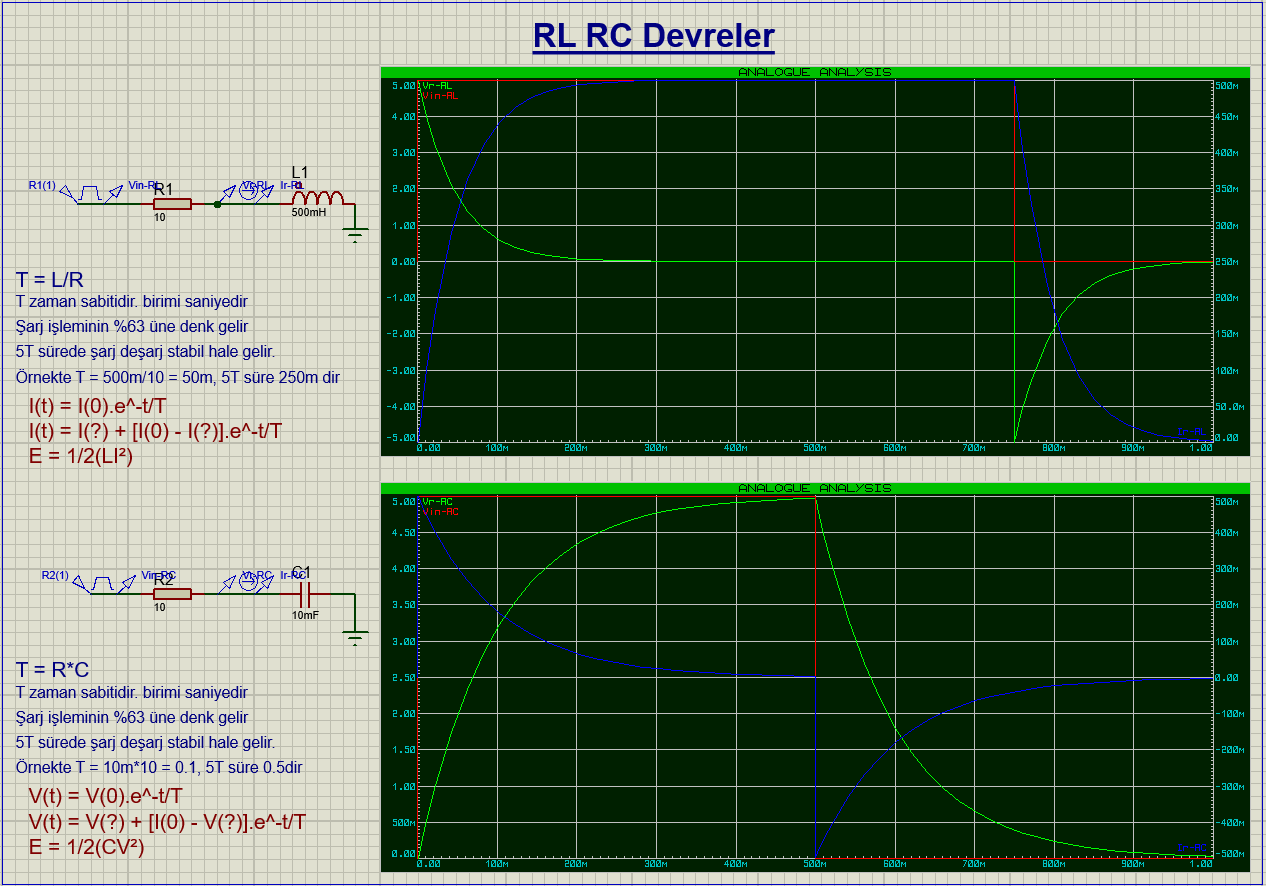 RL RC Devreler
ANALOGUE ANALYSIS
Vr-RL
Vin-RL
5.00
4.00
3.00
2.00
1.00
0.00
-1.00
-2.00
-3.00
-4.00
-5.00
500m
450m
400m
350m
300m
250m
200m
150m
100m
50.0m
0.00
0.00 100m 200m 300m 400m 500m 600m 700m 800m 900m 1.00
R1(1)
Vin-RL
R1
10
Ir-RL
L1
500mH
T = L/R
T zaman sabitidir. birimi saniyedir
Şarj işleminin %63 üne denk gelir
5T sürede şarj deşarj stabil hale gelir.
Örnekte T = 500m/10 = 50m, 5T süre 250m dir
I(t) = I(0).e^-t/T
I(t) = I(?) + [I(0) - I(?)].e^-t/T
E = 1/2(LI²)
ANALOGUE ANALYSIS
Vr-RC
Vin-RC
5.00
4.50
4.00
3.50
3.00
2.50
2.00
1.50
1.00
500m
0.00
500m
400m
300m
200m
100m
0.00
-100m
-200m
-300m
-400m
-500m
0.00 100m 200m 300m 400m 500m 600m 700m 800m 900m 1.00
R2(1)
Vin-RC
R2
10
Ir-RC
C1
10mF
T = R*C
T zaman sabitidir. birimi saniyedir
Şarj işleminin %63 üne denk gelir
5T sürede şarj deşarj stabil hale gelir.
Örnekte T = 10m*10 = 0.1, 5T süre 0.5dir
V(t) = V(0).e^-t/T
V(t) = V(?) + [I(0) - V(?)].e^-t/T
E = 1/2(CV²)